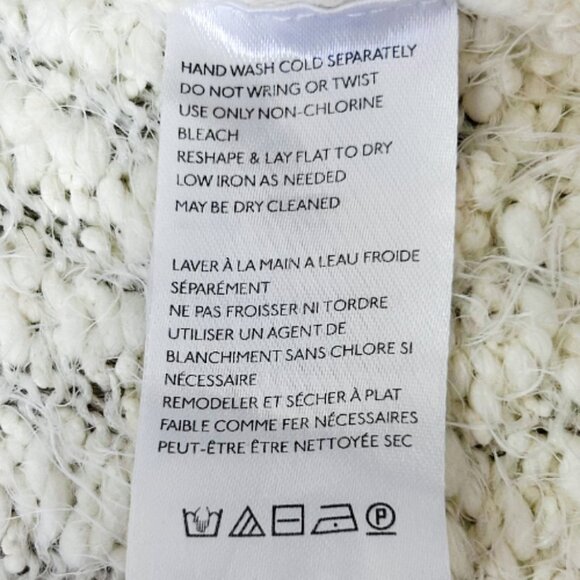 HAND WASH COLD SEPARATELY
DO NOT WRING OR TWIST
USE ONLY NON-CHLORINE
BLEACH
RESHAPE & LAY FLAT TO DRY
LOW IRON AS NEEDED
MAY BE DRY CLEANED
LAVER À LA MAIN A LEAU FROIDE
SÉPARÉMENT
NE PAS FROISSER NI TORDRE
UTILISER UN AGENT DE
BLANCHIMENT SANS CHLORE SI
NÉCESSAIRE
REMODELER ET SÉCHER À PLAT
FAIBLE COMME FER NÉCESSAIRES
PEUT-ÊTRE ÊTRE NETTOYÉE SEC
P